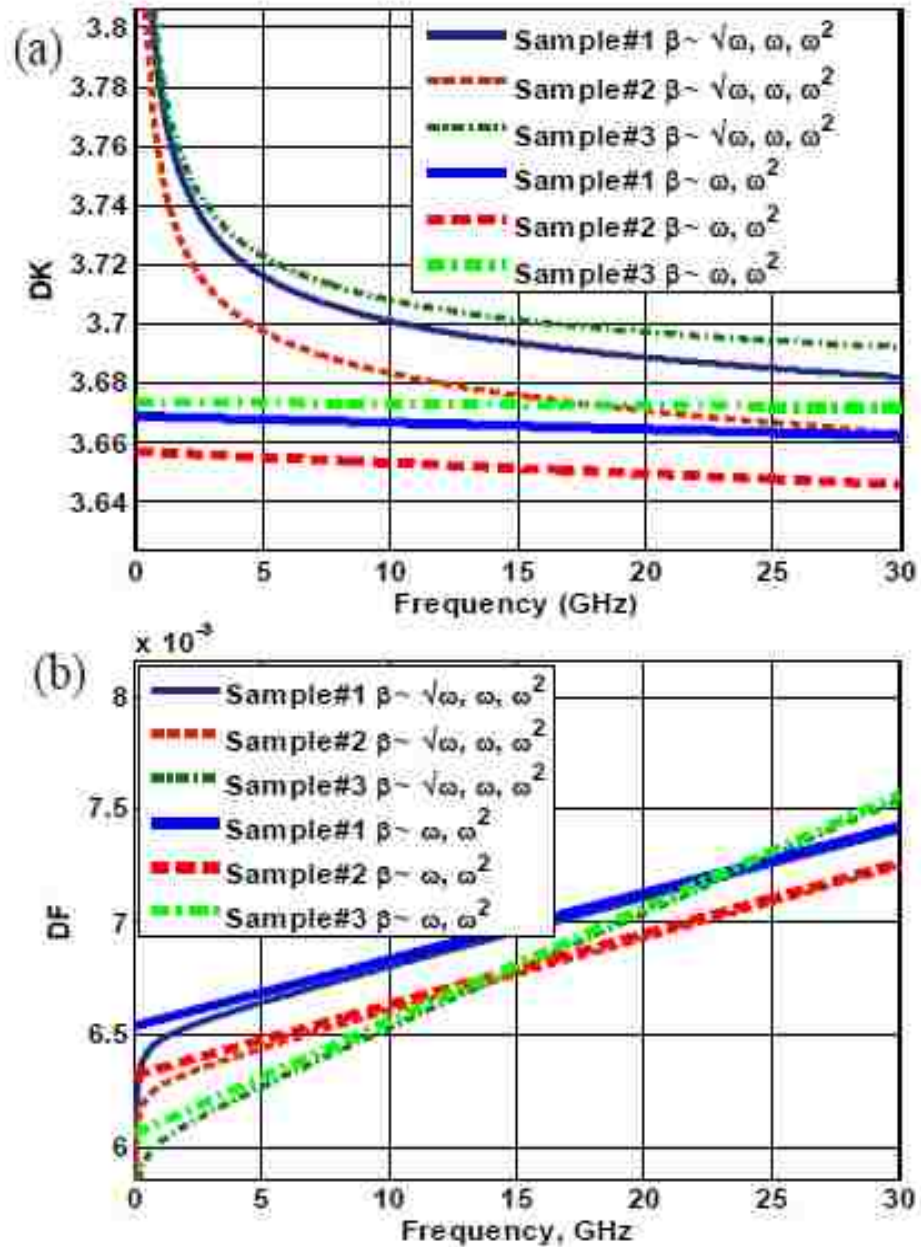 (a)
3.8
3.78
3.76
3.74
3.72
3.7
3.68
3.66
3.64
DK
Sample#1 β~ √ω, ω, ω²
Sample#2 β~ √ω, ω, ω²
Sample#3 β~ √ω, ω, ω²
Sample#1 β~ ω, ω²
Sample#2 β~ ω, ω²
Sample#3 β~ ω, ω²
0 5 10 15 20 25 30
Frequency (GHz)
(b)
x 10⁻³
8
7.5
7
6.5
6
DF
Sample#1 β~ √ω, ω, ω²
Sample#2 β~ √ω, ω, ω²
Sample#3 β~ √ω, ω, ω²
Sample#1 β~ ω, ω²
Sample#2 β~ ω, ω²
Sample#3 β~ ω, ω²
0 5 10 15 20 25 30
Frequency, GHz